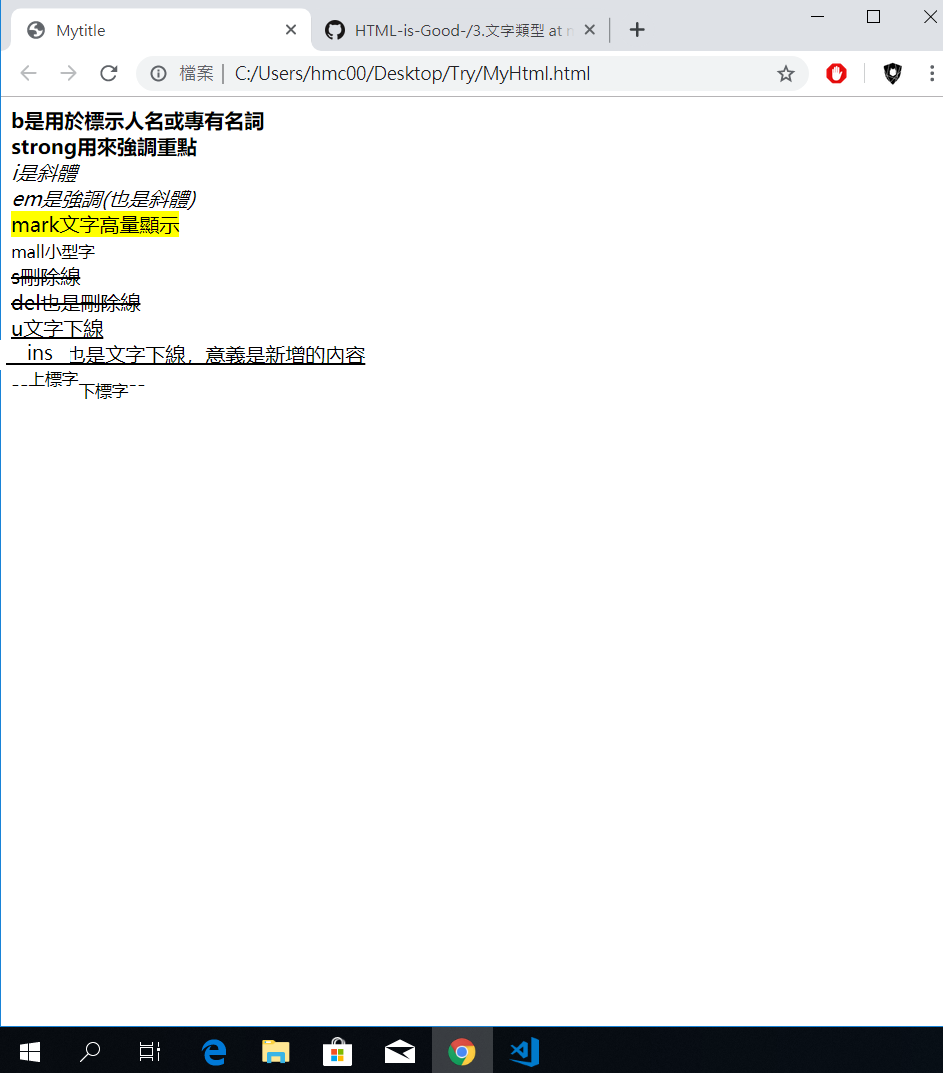 Mytitle
HTML-is-Good-/3.文字類型 at
檔案 | C:/Users/hmc00/Desktop/Try/MyHtml.html
b是用於標示人名或專有名詞
strong用來強調重點
i是斜體
em是強調(也是斜體)
mark文字高量顯示
mall小型字
s刪除線
del也是刪除線
u文字下線
ins 也是文字下線，意義是新增的內容
--上標字下標字--